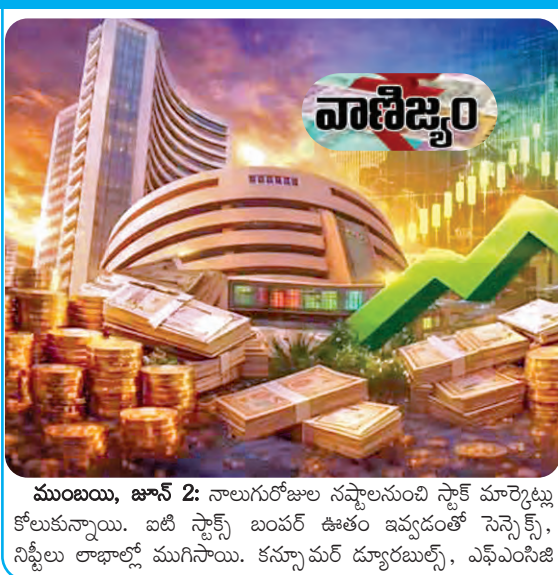 వాణిజ్యం
ముంబయి, జూన్ 2: నాలుగురోజుల నష్టాలనుంచి స్టాక్ మార్కెట్లు
కోలుకున్నాయి. ఐటి స్టాక్స్ బంపర్ ఊతం ఇవ్వడంతో సెన్సెక్స్,
నిఫ్టీలు లాభాల్లో ముగిసాయి. కన్స్యూమర్ డ్యూరబుల్స్, ఎఫ్ఎంసిజి